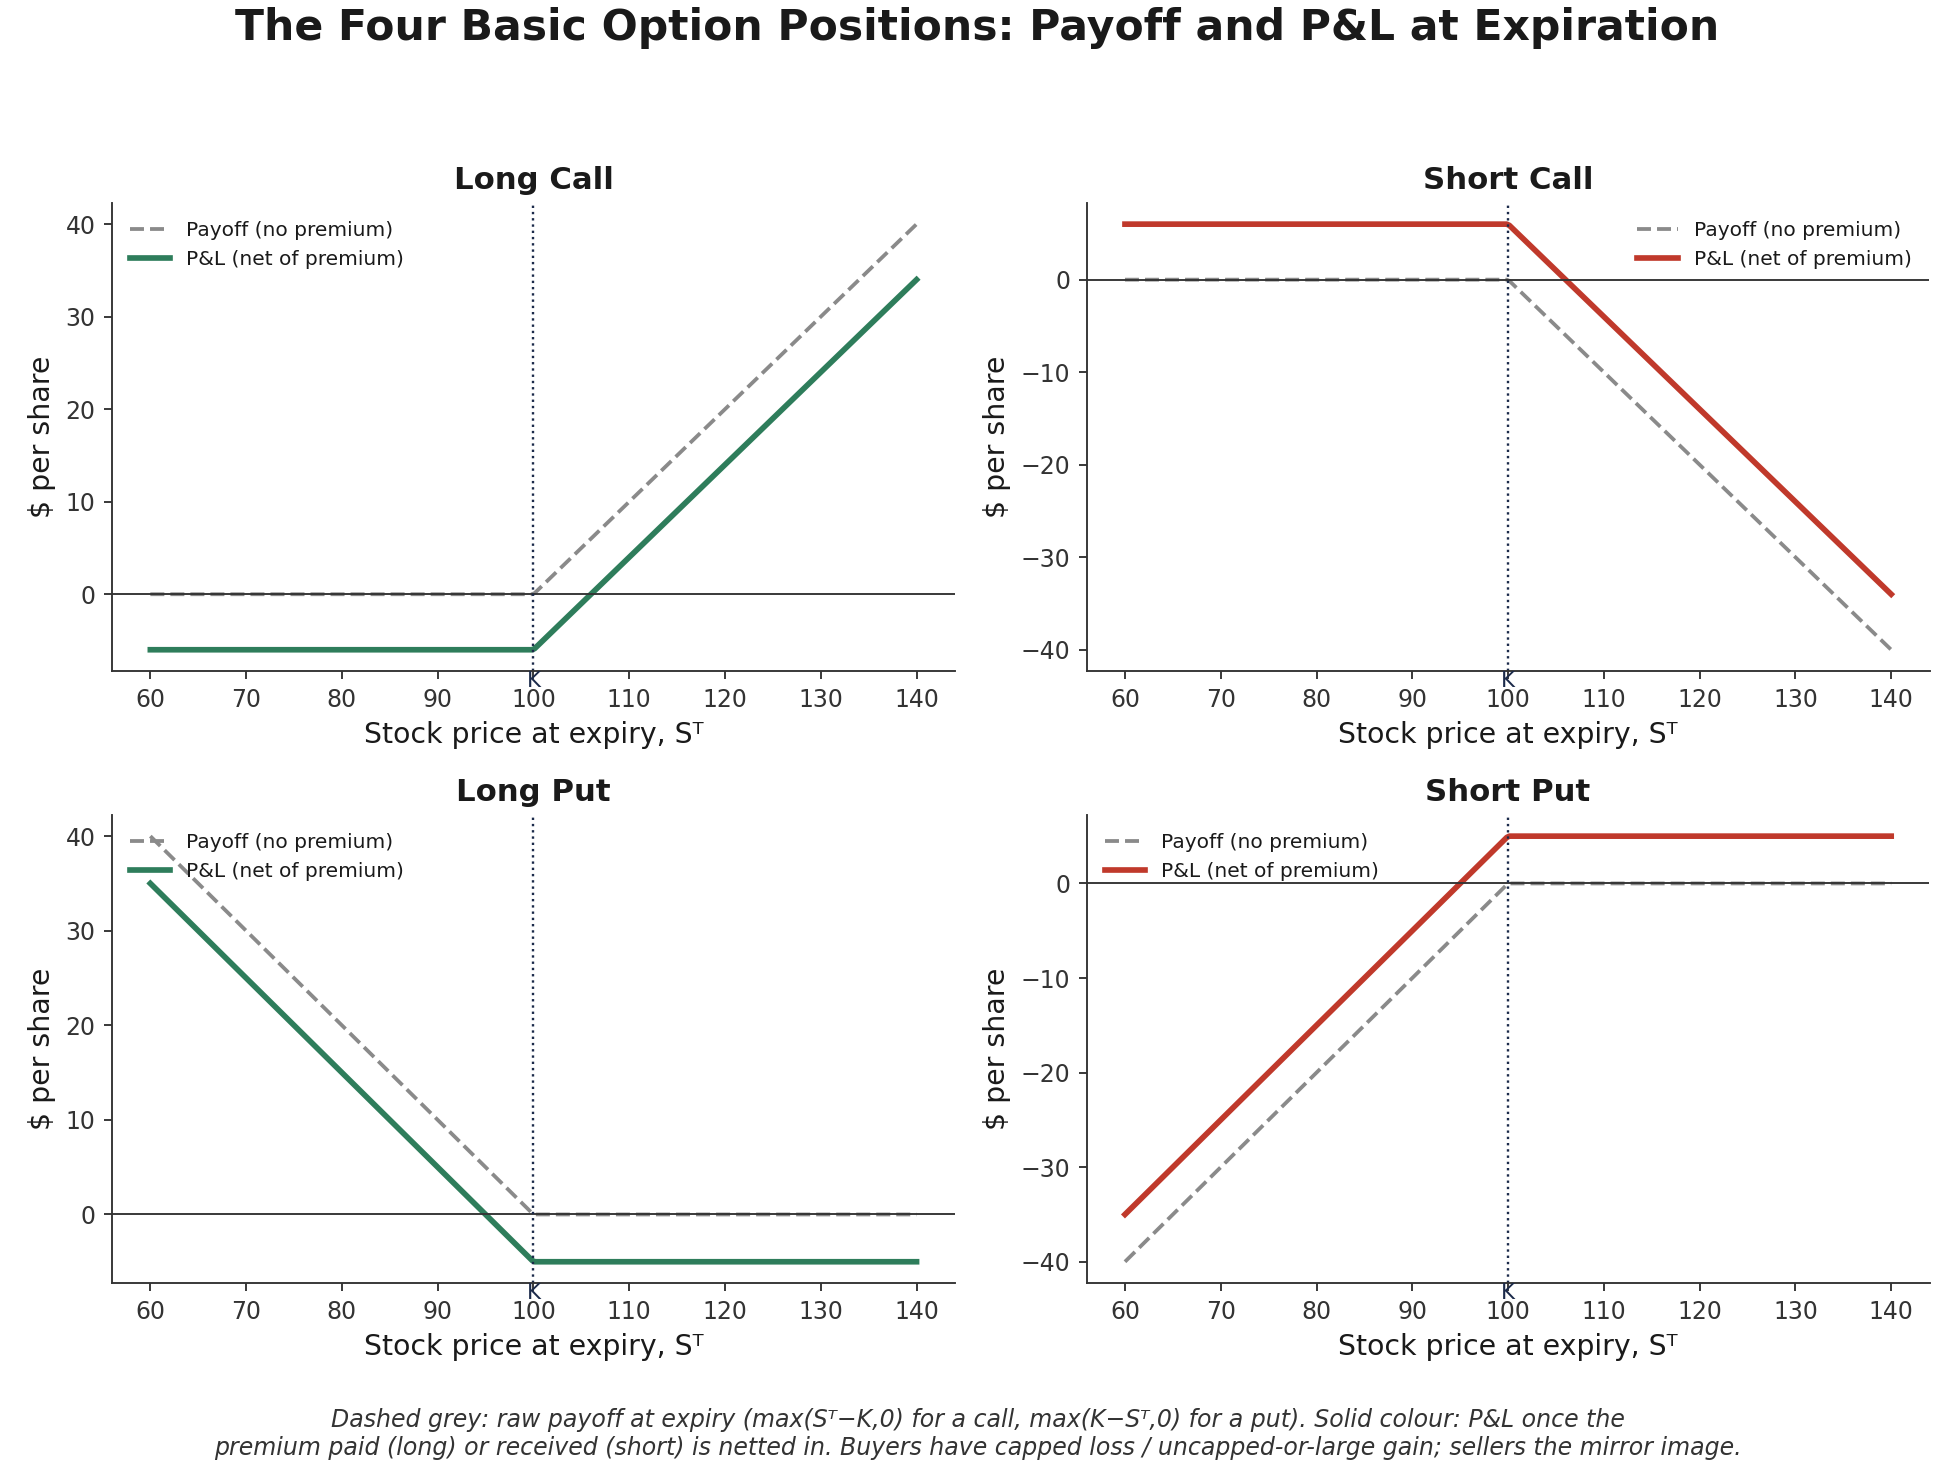 The Four Basic Option Positions: Payoff and P&L at Expiration
Long Call
Payoff (no premium)
P&L (net of premium)
$ per share
40
30
20
10
0
K
60 70 80 90 100 110 120 130 140
Stock price at expiry, Sᵀ
Short Call
Payoff (no premium)
P&L (net of premium)
$ per share
0
−10
−20
−30
−40
K
60 70 80 90 100 110 120 130 140
Stock price at expiry, Sᵀ
Long Put
Payoff (no premium)
P&L (net of premium)
$ per share
40
30
20
10
0
K
60 70 80 90 100 110 120 130 140
Stock price at expiry, Sᵀ
Short Put
Payoff (no premium)
P&L (net of premium)
$ per share
0
−10
−20
−30
−40
K
60 70 80 90 100 110 120 130 140
Stock price at expiry, Sᵀ
Dashed grey: raw payoff at expiry (max(Sᵀ−K,0) for a call, max(K−Sᵀ,0) for a put). Solid colour: P&L once the
premium paid (long) or received (short) is netted in. Buyers have capped loss / uncapped-or-large gain; sellers the mirror image.